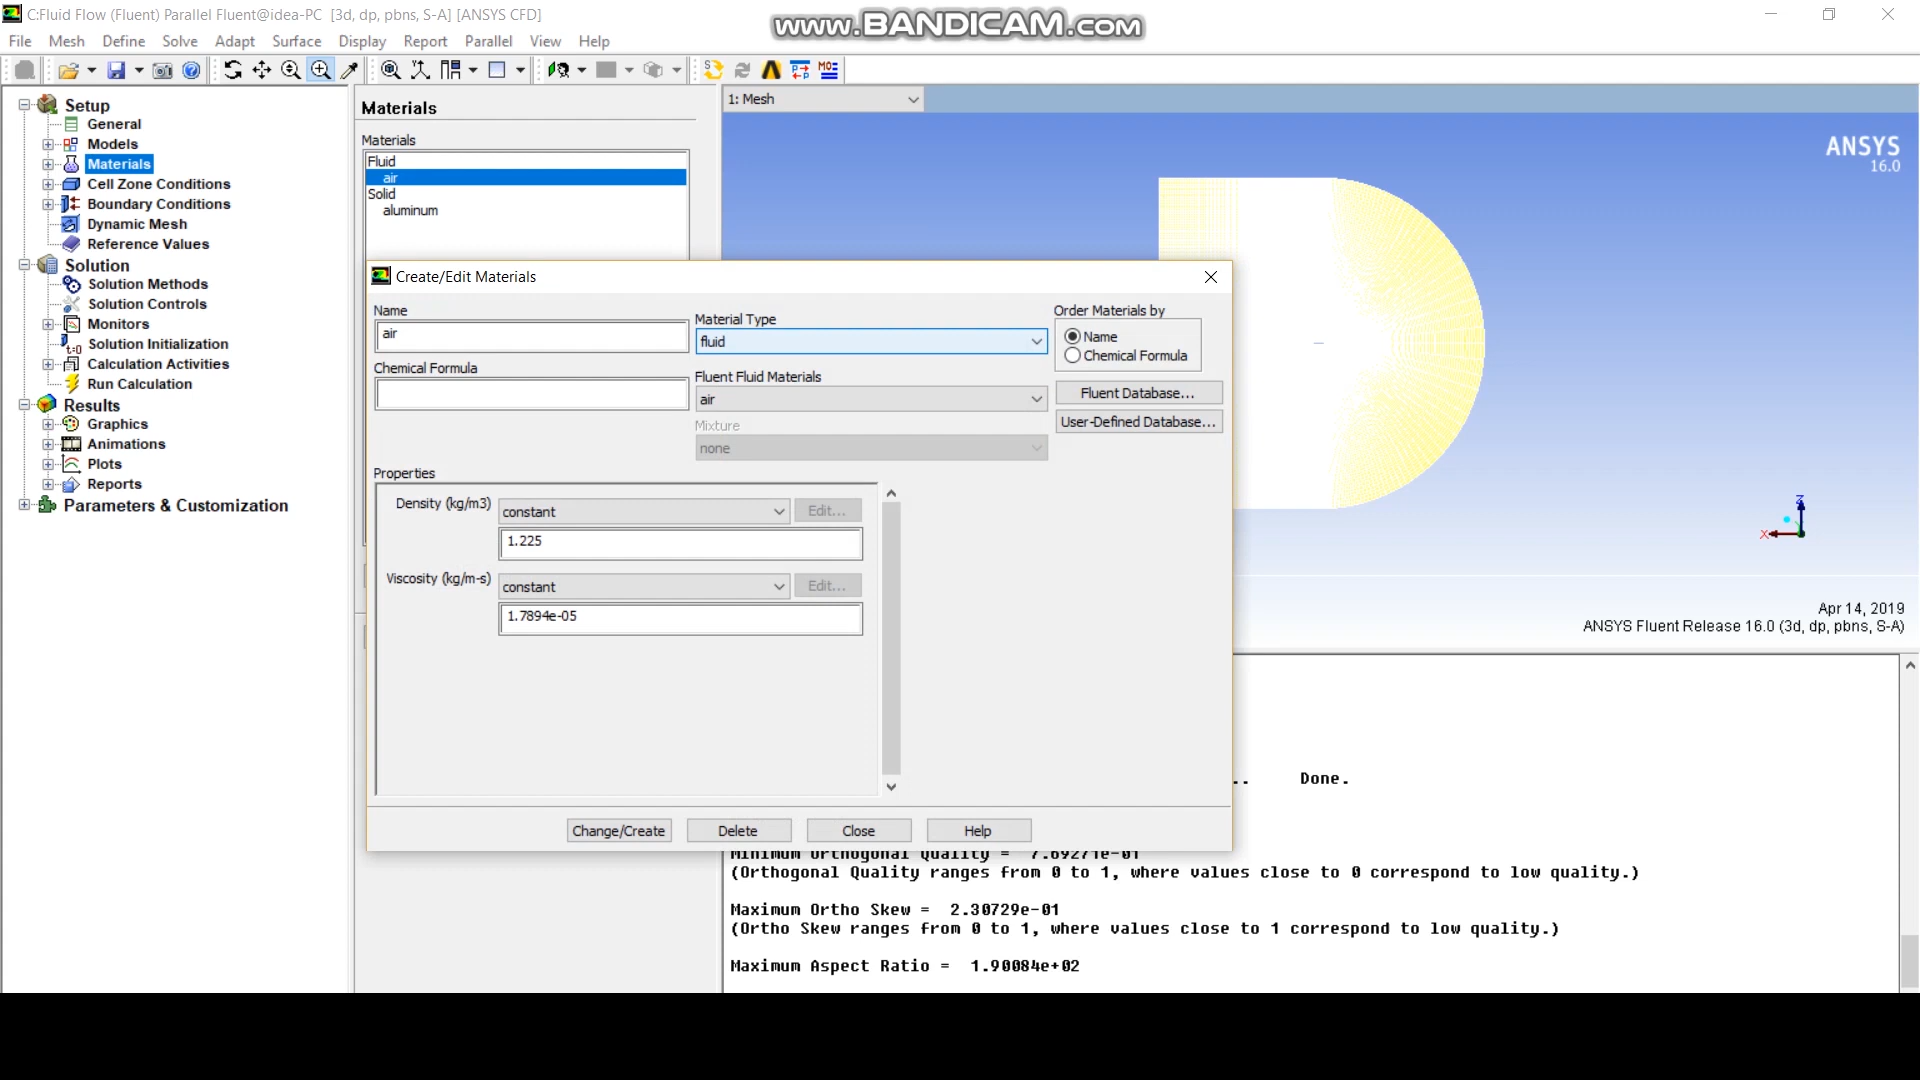 C:Fluid Flow (Fluent) Parallel Fluent@idea-PC [3d, dp, pbns, S-A] [ANSYS CFD]
www.BANDICAM.com
File Mesh Define Solve Adapt Surface Display Report Parallel View Help
Setup
General
Models
Materials
Cell Zone Conditions
Boundary Conditions
Dynamic Mesh
Reference Values
Solution
Solution Methods
Solution Controls
Monitors
Solution Initialization
Calculation Activities
Run Calculation
Results
Graphics
Animations
Plots
Reports
Parameters & Customization
Materials
Materials
Fluid
air
Solid
aluminum
1: Mesh
ANSYS
16.0
Z
X
Apr 14, 2019
ANSYS Fluent Release 16.0 (3d, dp, pbns, S-A)
Create/Edit Materials
Name
air
Chemical Formula
Material Type
fluid
Fluent Fluid Materials
air
Mixture
none
Order Materials by
Name
Chemical Formula
Fluent Database...
User-Defined Database...
Properties
Density (kg/m3) constant Edit...
1.225
Viscosity (kg/m-s) constant Edit...
1.7894e-05
Change/Create Delete Close Help
.. Done.
Minimum Orthogonal Quality = 7.69271e-01
(Orthogonal Quality ranges from 0 to 1, where values close to 0 correspond to low quality.)
Maximum Ortho Skew = 2.30729e-01
(Ortho Skew ranges from 0 to 1, where values close to 1 correspond to low quality.)
Maximum Aspect Ratio = 1.90084e+02